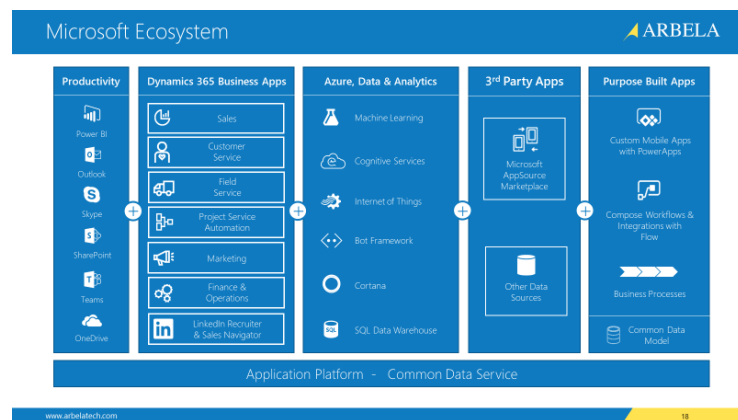 Microsoft Ecosystem
ARBELA
Productivity
Power BI
Outlook
Skype
SharePoint
Teams
OneDrive
Dynamics 365 Business Apps
Sales
Customer
Service
Field
Service
Project Service
Automation
Marketing
Finance &
Operations
LinkedIn Recruiter
& Sales Navigator
Azure, Data & Analytics
Machine Learning
Cognitive Services
Internet of Things
Bot Framework
Cortana
SQL
SQL Data Warehouse
3rd Party Apps
Microsoft
AppSource
Marketplace
Other Data
Sources
Purpose Built Apps
Custom Mobile Apps
with PowerApps
Compose Workflows &
Integrations with
Flow
Business Processes
Common Data
Model
Application Platform - Common Data Service
www.arbelatech.com
18